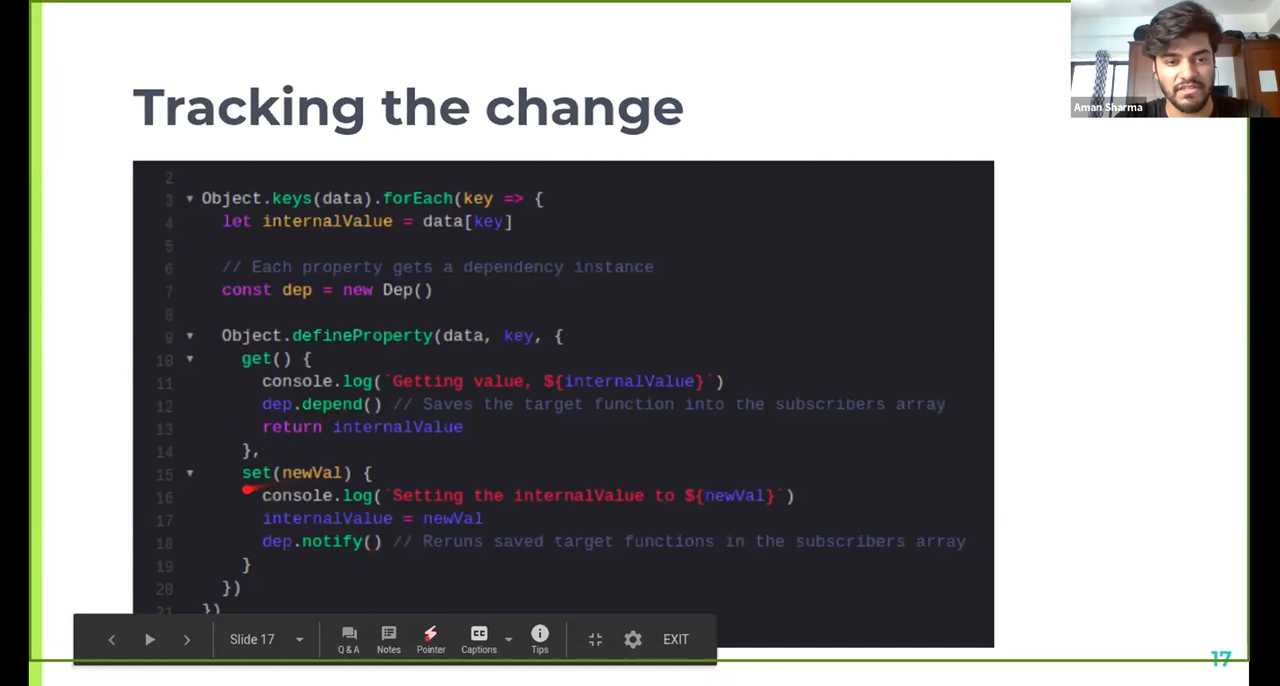 Aman Sharma
Tracking the change
2
3 Object.keys(data).forEach(key => {
4 let internalValue = data[key]
5
6 // Each property gets a dependency instance
7 const dep = new Dep()
8
9 Object.defineProperty(data, key, {
10 get() {
11 console.log(`Getting value, ${internalValue}`)
12 dep.depend() // Saves the target function into the subscribers array
13 return internalValue
14 },
15 set(newVal) {
16 console.log(`Setting the internalValue to ${newVal}`)
17 internalValue = newVal
18 dep.notify() // Reruns saved target functions in the subscribers array
19 }
20 })
21 })
Slide 17
Q & A Notes Pointer Captions Tips
CC
i
EXIT
17